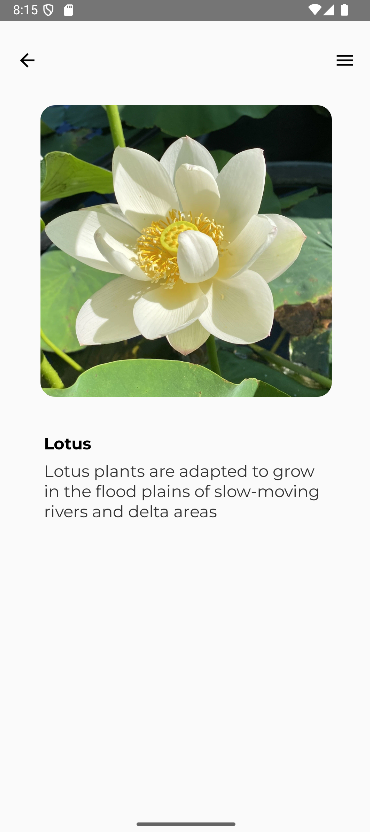 8:15
Lotus
Lotus plants are adapted to grow
in the flood plains of slow-moving
rivers and delta areas